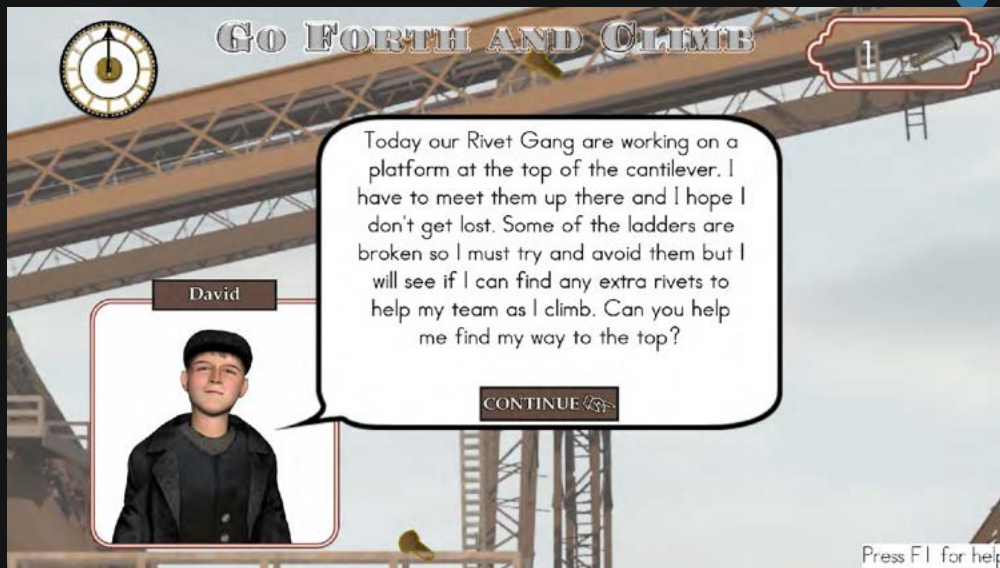 GO FORTH AND CLIMB
1
Today our Rivet Gang are working on a
platform at the top of the cantilever. I
have to meet them up there and I hope I
don't get lost. Some of the ladders are
broken so I must try and avoid them but I
will see if I can find any extra rivets to
help my team as I climb. Can you help
me find my way to the top?
David
CONTINUE
Press F1 for help